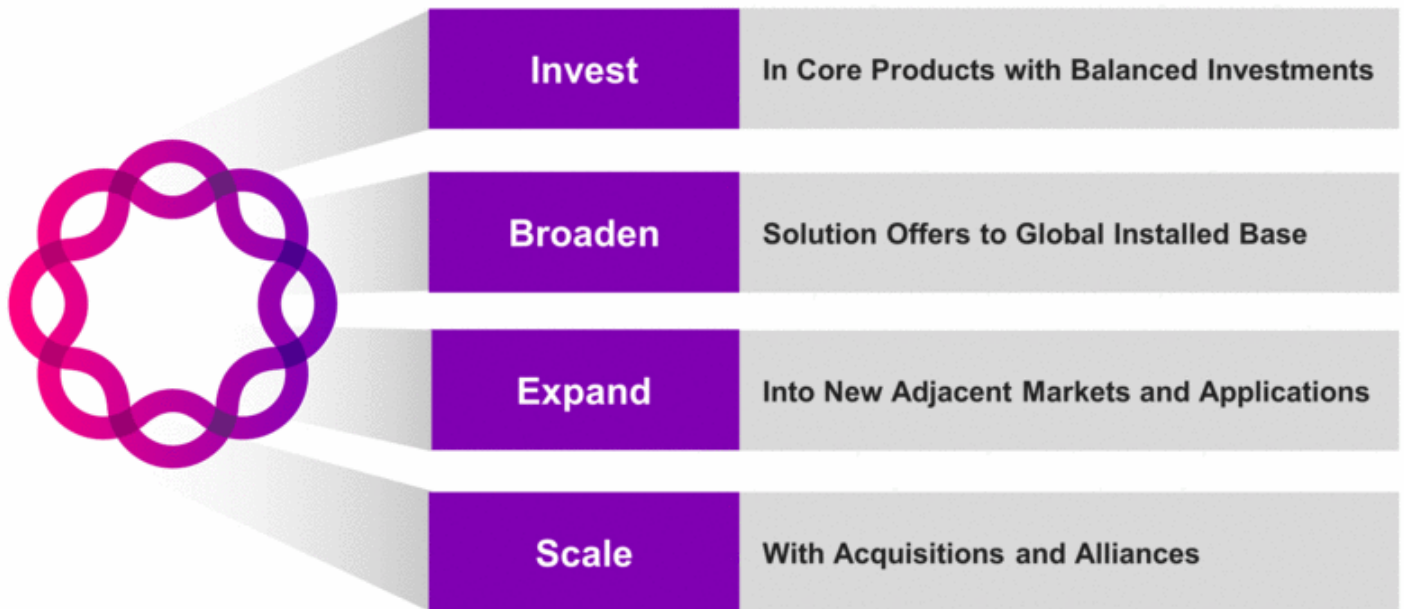 Invest
In Core Products with Balanced Investments
Broaden
Solution Offers to Global Installed Base
Expand
Into New Adjacent Markets and Applications
Scale
With Acquisitions and Alliances